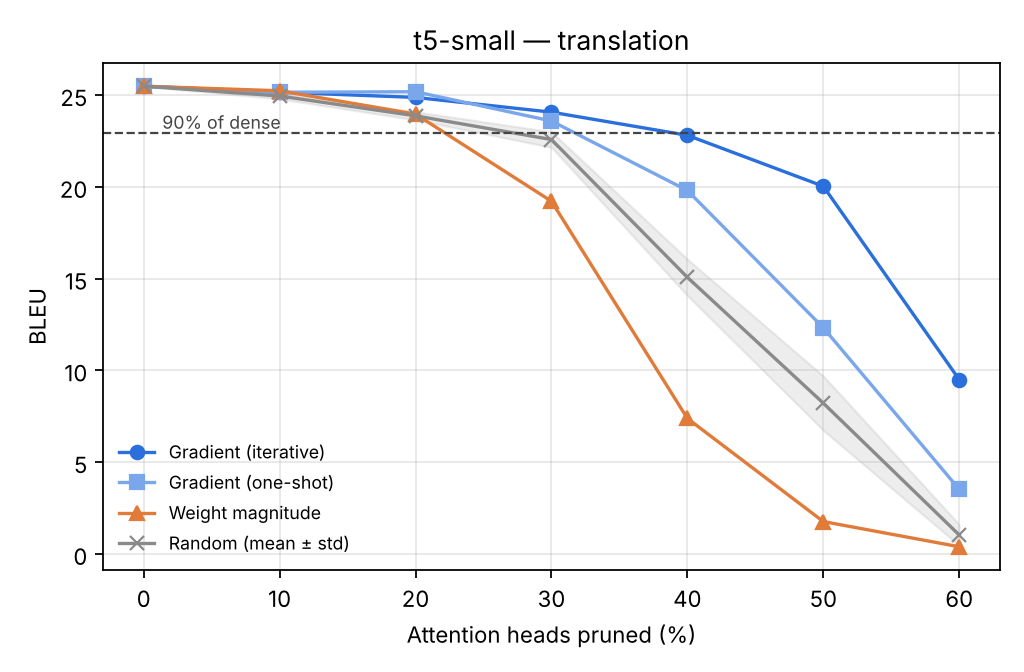 t5-small — translation
25
20
15
10
5
0
BLEU
90% of dense
Gradient (iterative)
Gradient (one-shot)
Weight magnitude
Random (mean ± std)
0 10 20 30 40 50 60
Attention heads pruned (%)